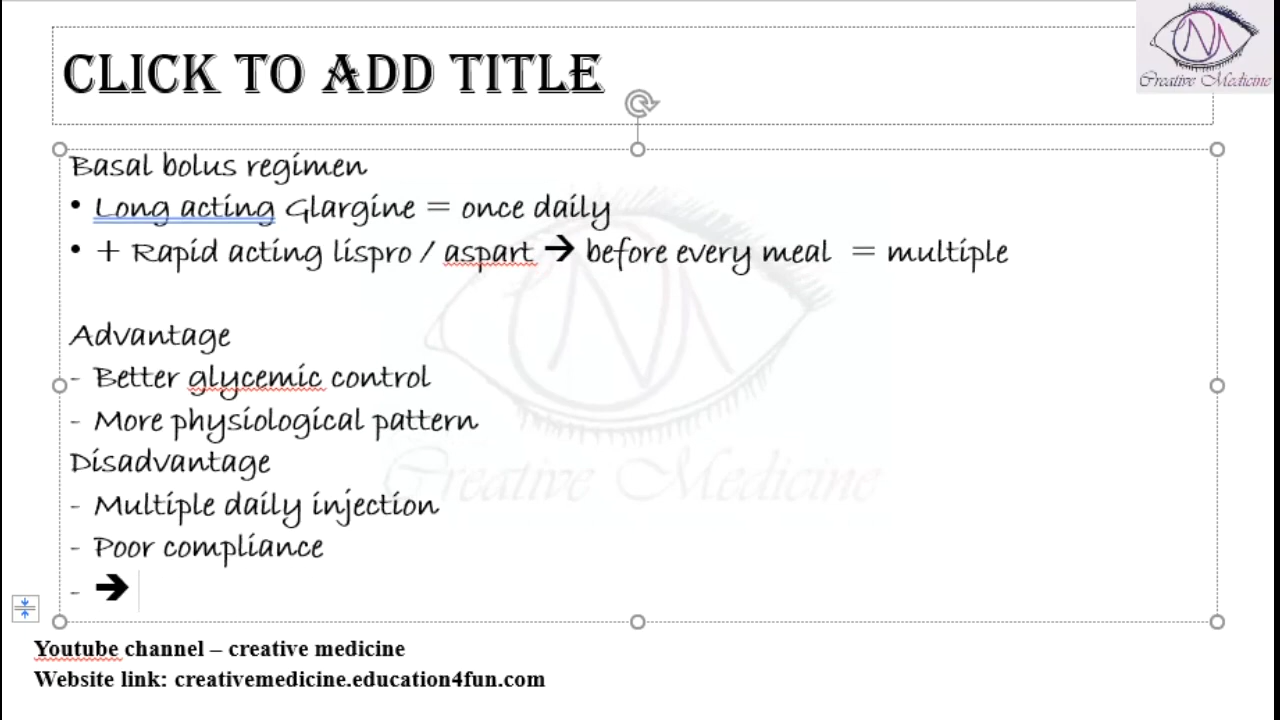 CLICK TO ADD TITLE
Creative Medicine
Basal bolus regimen
• Long acting Glargine = once daily
• + Rapid acting lispro / aspart ➔ before every meal = multiple
Advantage
- Better glycemic control
- More physiological pattern
Disadvantage
Creative Medicine
- Multiple daily injection
- Poor compliance
- ➔
Youtube channel – creative medicine
Website link: creativemedicine.education4fun.com